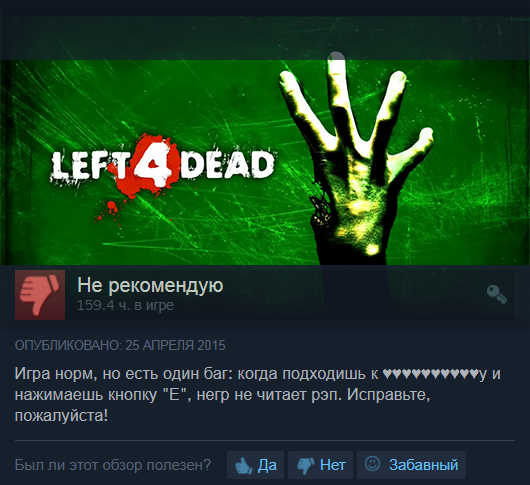 LEFT 4 DEAD
Не рекомендую
159.4 ч. в игре
ОПУБЛИКОВАНО: 25 АПРЕЛЯ 2015
Игра норм, но есть один баг: когда подходишь к ♥♥♥♥♥♥♥♥♥♥у и
нажимаешь кнопку "Е", негр не читает рэп. Исправьте,
пожалуйста!
Был ли этот обзор полезен? Да Нет Забавный